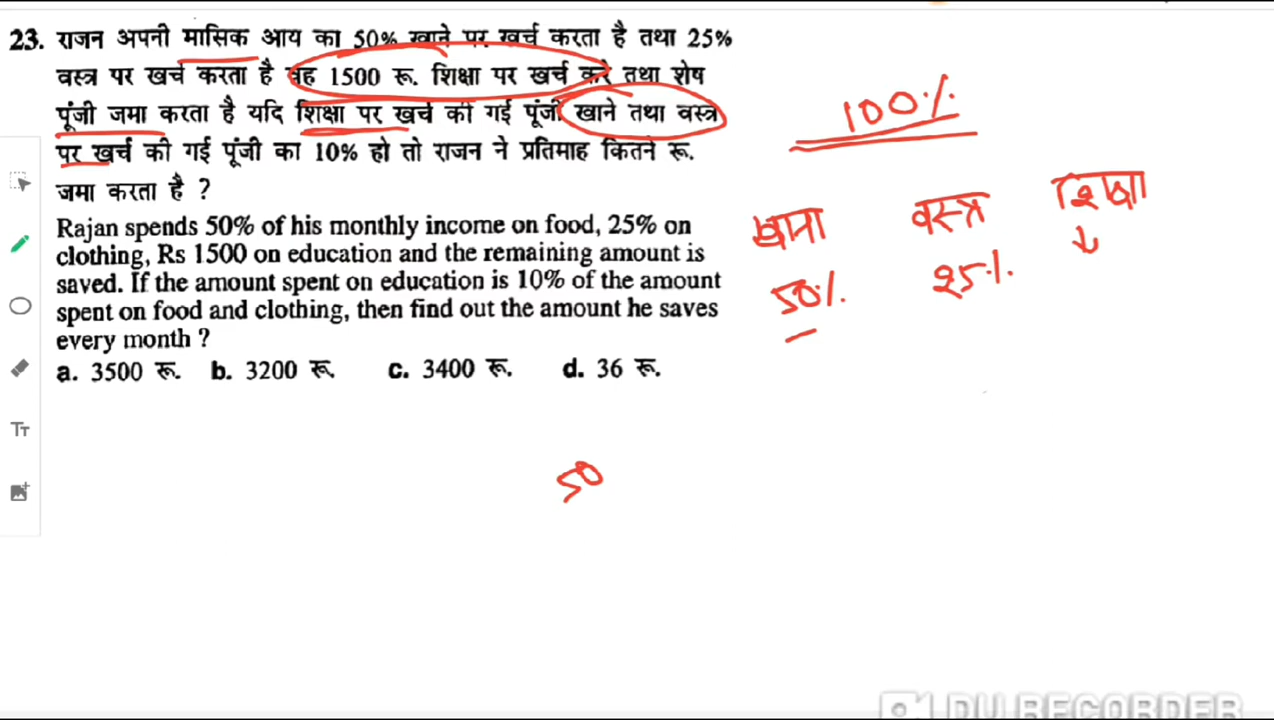 23. राजन अपनी मासिक आय का 50% खाने पर खर्च करता है तथा 25%
वस्त्र पर खर्च करता है वह 1500 रू. शिक्षा पर खर्च करे तथा शेष
पूंजी जमा करता है यदि शिक्षा पर खर्च की गई पूंजी खाने तथा वस्त्र
पर खर्च की गई पूंजी का 10% हो तो राजन ने प्रतिमाह कितने रू.
जमा करता है ?
Rajan spends 50% of his monthly income on food, 25% on
clothing, Rs 1500 on education and the remaining amount is
saved. If the amount spent on education is 10% of the amount
spent on food and clothing, then find out the amount he saves
every month ?
a. 3500 रू. b. 3200 रू. c. 3400 रू. d. 36 रू.
100%
खाना वस्त्र शिक्षा
50% 25%
50
TT
DU RECORDER